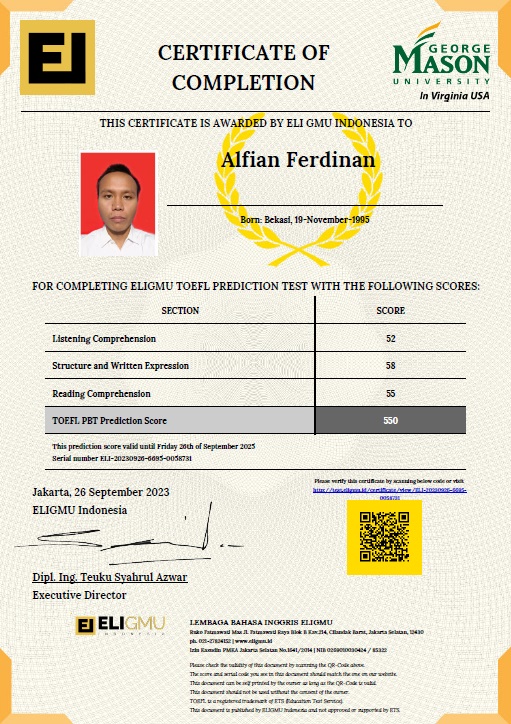 EI
CERTIFICATE OF
COMPLETION
GEORGE
MASON
UNIVERSITY
In Virginia USA
THIS CERTIFICATE IS AWARDED BY ELI GMU INDONESIA TO
Alfian Ferdinan
Born: Bekasi, 19-November-1995
FOR COMPLETING ELIGMU TOEFL PREDICTION TEST WITH THE FOLLOWING SCORES:
SECTION SCORE
Listening Comprehension 52
Structure and Written Expression 58
Reading Comprehension 55
TOEFL PBT Prediction Score 550
This prediction score valid until Friday 26th of September 2025
Serial number ELI-20230926-6695-0058731
Please verify this certificate by scanning below code or visit
http://test.eligmu.id/certificate/view/ELI-20230926-6695-
0058731
Jakarta, 26 September 2023
ELIGMU Indonesia
Dipl. Ing. Teuku Syahrul Azwar
Executive Director
EI ELIGMU
INDONESIA
LEMBAGA BAHASA INGGRIS ELIGMU
Ruko Fatmawati Mas Jl. Fatmawati Raya Blok B Kav.214, Cilandak Barat, Jakarta Selatan, 12430
ph. 021-27824152 | www.eligmu.id
Izin Kasudin PMKA Jakarta Selatan No.1641/2014 | NIB 0209010030424 / 85322
Please check the validity of this document by scanning the QR-Code above.
The score and serial code you see in this document should match the one on our website.
This document can be self printed by the owner as long as the QR-Code is valid.
This document should not be used without the consent of the owner.
TOEFL is a registered trademark of ETS (Education Test Service).
This document is published by ELIGMU Indonesia and not approved or supported by ETS.